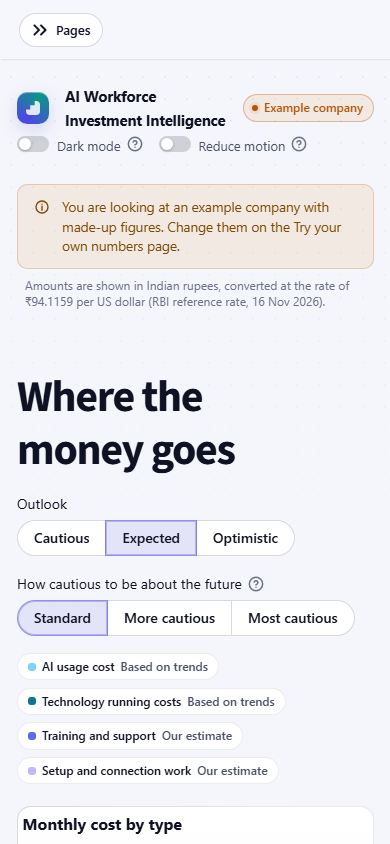 Pages
AI Workforce
Investment Intelligence
Example company
Dark mode
Reduce motion
You are looking at an example company with
made-up figures. Change them on the Try your
own numbers page.
Amounts are shown in Indian rupees, converted at the rate of
₹94.1159 per US dollar (RBI reference rate, 16 Nov 2026).
Where the
money goes
Outlook
Cautious Expected Optimistic
How cautious to be about the future
Standard More cautious Most cautious
AI usage cost Based on trends
Technology running costs Based on trends
Training and support Our estimate
Setup and connection work Our estimate
Monthly cost by type